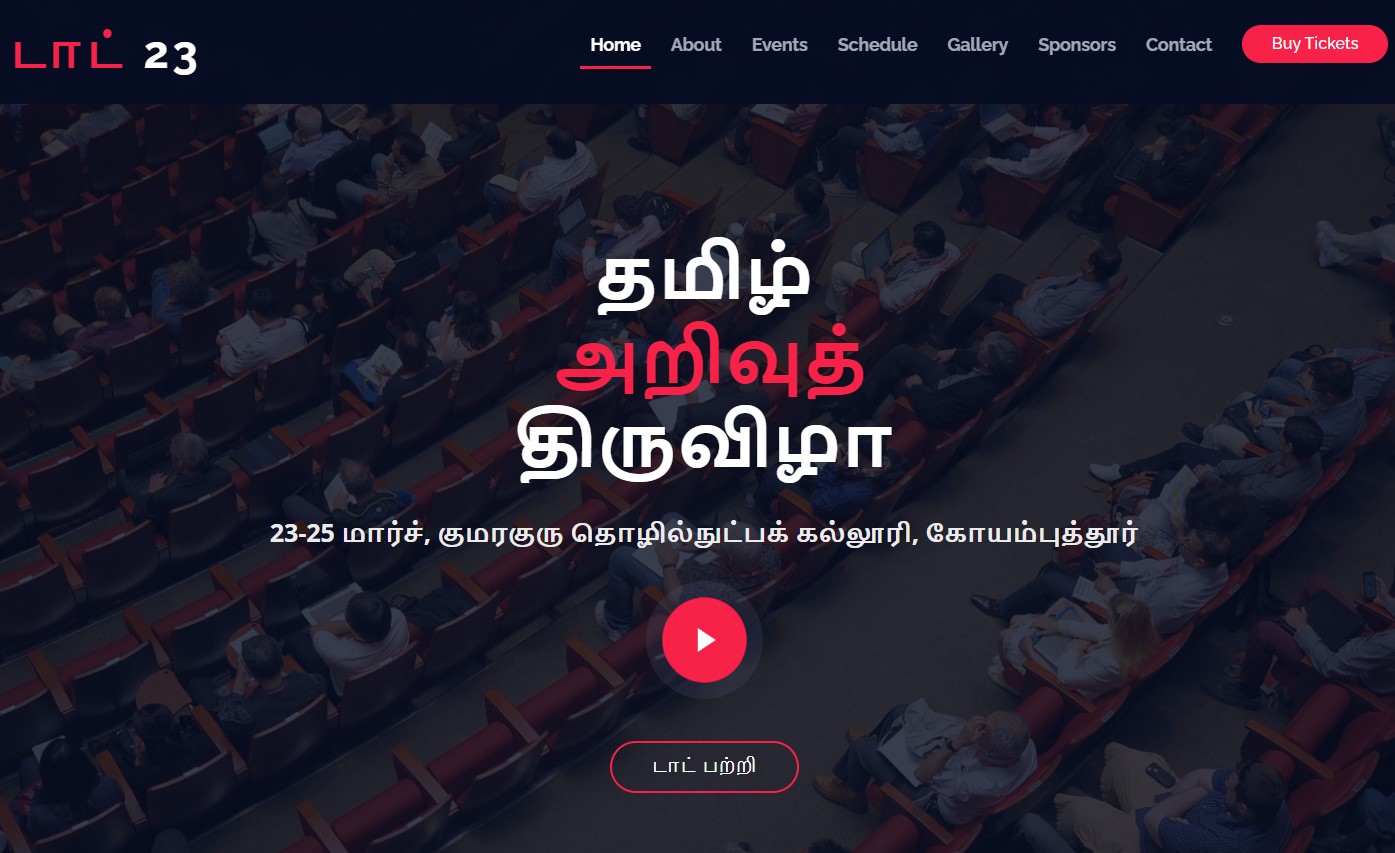 டாட் 23
Home About Events Schedule Gallery Sponsors Contact Buy Tickets
தமிழ்
அறிவுத்
திருவிழா
23-25 மார்ச், குமரகுரு தொழில்நுட்பக் கல்லூரி, கோயம்புத்தூர்
டாட் பற்றி